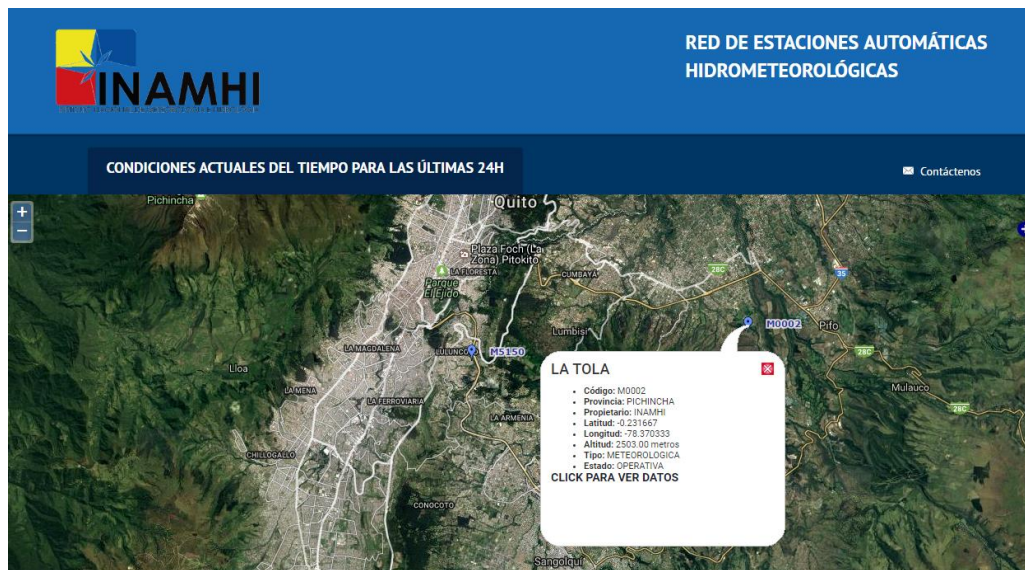 INAMHI
RED DE ESTACIONES AUTOMÁTICAS
HIDROMETEOROLÓGICAS
CONDICIONES ACTUALES DEL TIEMPO PARA LAS ÚLTIMAS 24H
Contáctenos
+
−
Pichincha
Quito
Plaza Foch (La
Zona) Pitokito
LA FLORESTA
Parque
El Ejido
CUMBAYA
28C
35
Lumbisi
M0002
Pifo
LA MAGDALENA
LULUNCOTO
M5150
28C
Lloa
LA MENA
LA FERROVIARIA
Mulauco
28C
LA ARMENIA
CHILLOGALLO
CONOCOTO
Sangolquí
LA TOLA
Código: M0002
Provincia: PICHINCHA
Propietario: INAMHI
Latitud: -0.231667
Longitud: -78.370333
Altitud: 2503.00 metros
Tipo: METEOROLOGICA
Estado: OPERATIVA
CLICK PARA VER DATOS